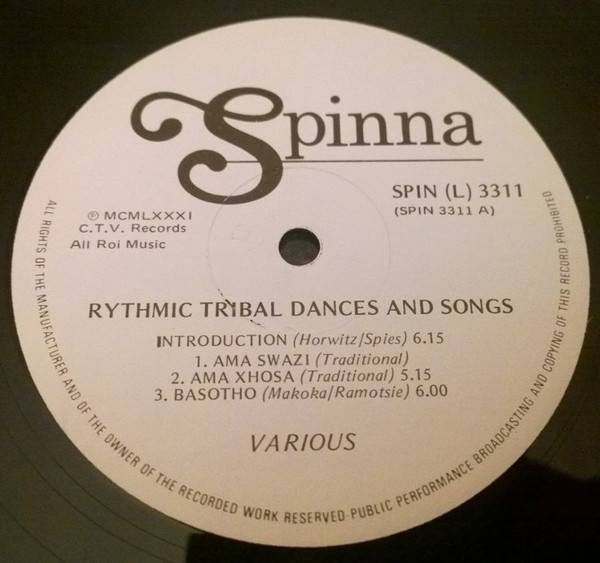 Spinna
SPIN (L) 3311
(SPIN 3311 A)
℗ MCMLXXXI
C.T.V. Records
All Roi Music
RYTHMIC TRIBAL DANCES AND SONGS
INTRODUCTION (Horwitz/Spies) 6.15
1. AMA SWAZI (Traditional)
2. AMA XHOSA (Traditional) 5.15
3. BASOTHO (Makoka/Ramotsie) 6.00
VARIOUS
ALL RIGHTS OF THE MANUFACTURER AND OF THE OWNER OF THE RECORDED WORK RESERVED·PUBLIC PERFORMANCE BROADCASTING AND COPYING OF THIS RECORD PROHIBITED